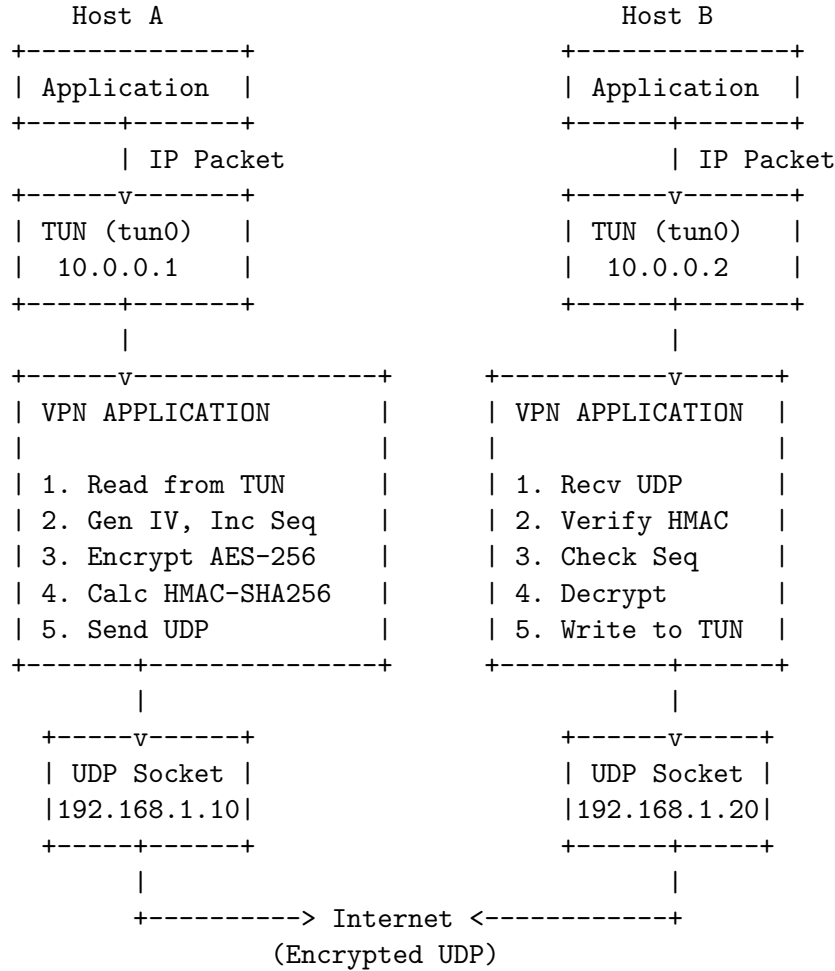 Host A Host B
+--------------+ +--------------+
| Application | | Application |
+------+-------+ +------+-------+
| IP Packet | IP Packet
+------v-------+ +------v-------+
| TUN (tun0) | | TUN (tun0) |
| 10.0.0.1 | | 10.0.0.2 |
+------+-------+ +------+-------+
| |
+------v----------------+ +-----------v------+
| VPN APPLICATION | | VPN APPLICATION |
| | | |
| 1. Read from TUN | | 1. Recv UDP |
| 2. Gen IV, Inc Seq | | 2. Verify HMAC |
| 3. Encrypt AES-256 | | 3. Check Seq |
| 4. Calc HMAC-SHA256 | | 4. Decrypt |
| 5. Send UDP | | 5. Write to TUN |
+-------+---------------+ +-----------+------+
| |
+-----v------+ +------v-----+
| UDP Socket | | UDP Socket |
|192.168.1.10| |192.168.1.20|
+-----+------+ +------+-----+
| |
+----------> Internet <------------+
(Encrypted UDP)